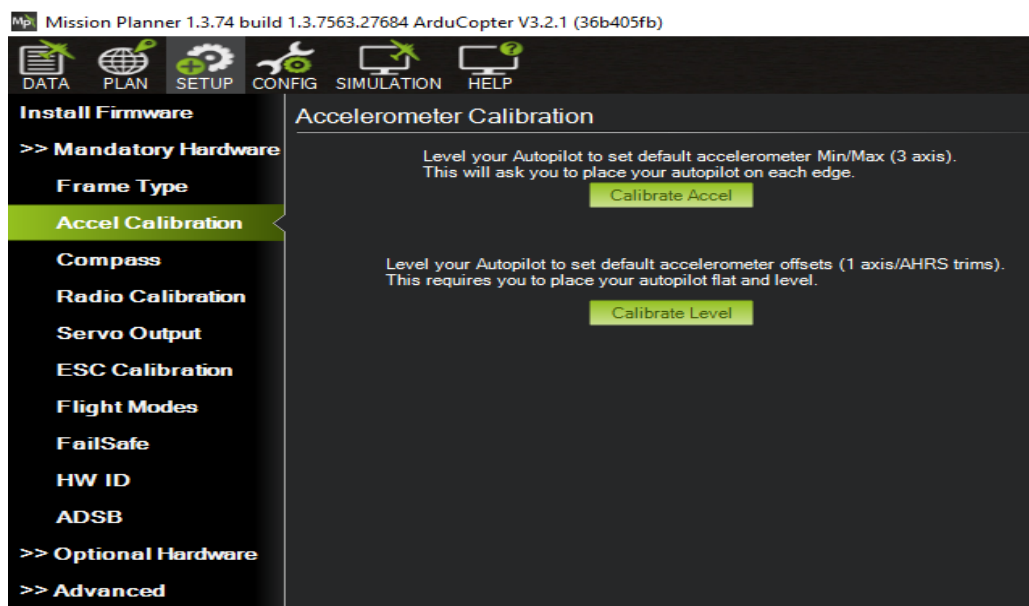 Mission Planner 1.3.74 build 1.3.7563.27684 ArduCopter V3.2.1 (36b405fb)
DATA PLAN SETUP CONFIG SIMULATION HELP
Install Firmware
>> Mandatory Hardware
Frame Type
Accel Calibration
Compass
Radio Calibration
Servo Output
ESC Calibration
Flight Modes
FailSafe
HW ID
ADSB
>> Optional Hardware
>> Advanced
Accelerometer Calibration
Level your Autopilot to set default accelerometer Min/Max (3 axis).
This will ask you to place your autopilot on each edge.
Calibrate Accel
Level your Autopilot to set default accelerometer offsets (1 axis/AHRS trims).
This requires you to place your autopilot flat and level.
Calibrate Level